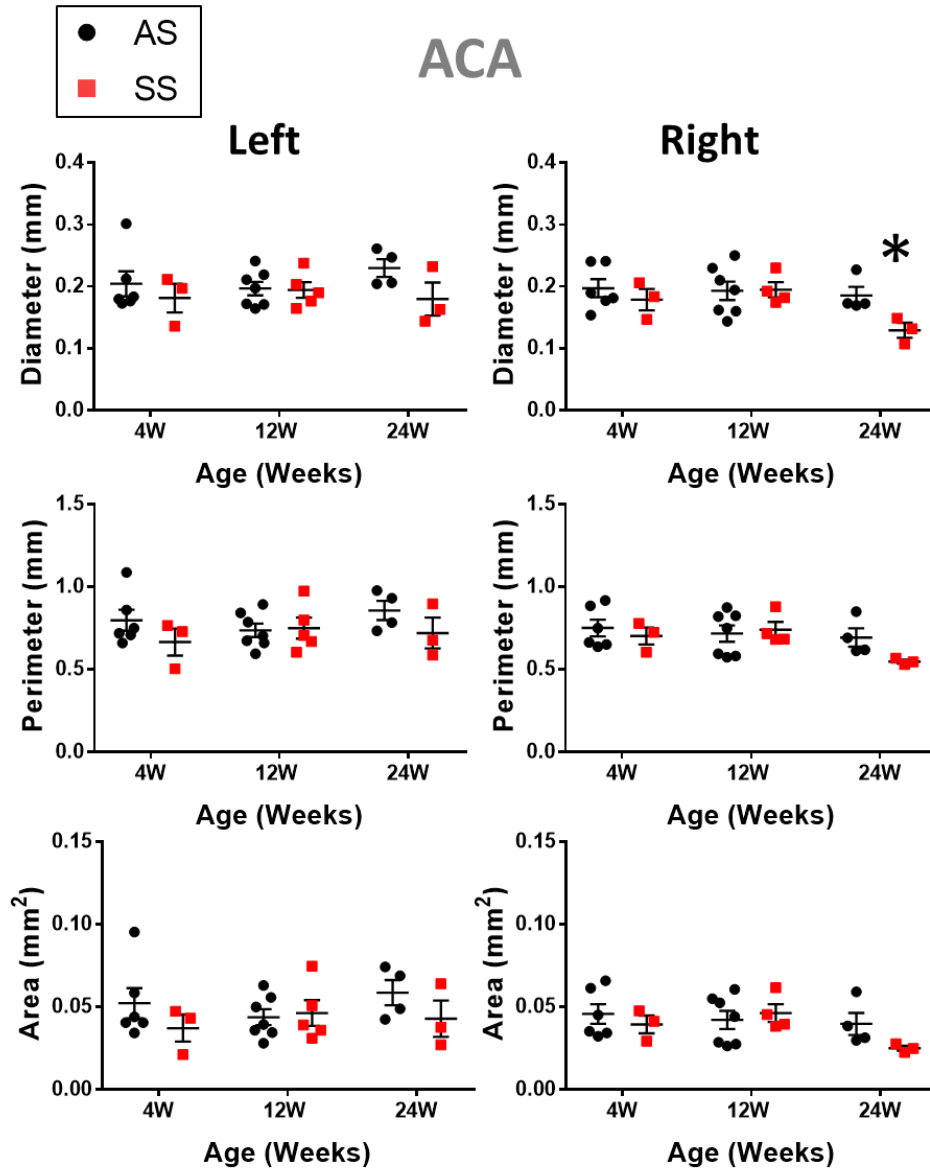 AS
SS
ACA
Left
Right
Diameter (mm)
0.4
0.3
0.2
0.1
0.0
4W 12W 24W
Age (Weeks)
Diameter (mm)
0.4
0.3
0.2
0.1
0.0
*
4W 12W 24W
Age (Weeks)
Perimeter (mm)
1.5
1.0
0.5
0.0
4W 12W 24W
Age (Weeks)
Perimeter (mm)
1.5
1.0
0.5
0.0
4W 12W 24W
Age (Weeks)
Area (mm²)
0.15
0.10
0.05
0.00
4W 12W 24W
Age (Weeks)
Area (mm²)
0.15
0.10
0.05
0.00
4W 12W 24W
Age (Weeks)